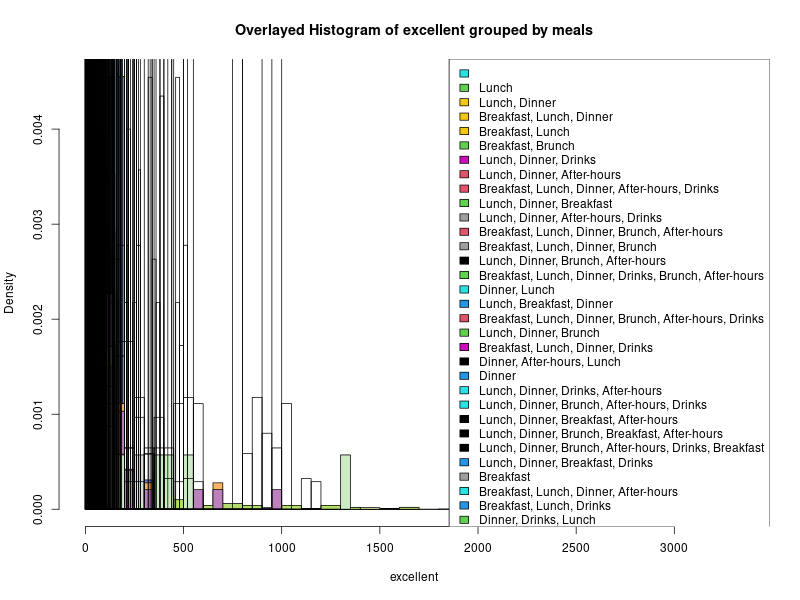 Overlayed Histogram of excellent grouped by meals
Lunch
Lunch, Dinner
Breakfast, Lunch, Dinner
Breakfast, Lunch
Breakfast, Brunch
Lunch, Dinner, Drinks
Lunch, Dinner, After-hours
Breakfast, Lunch, Dinner, After-hours, Drinks
Lunch, Dinner, Breakfast
Lunch, Dinner, After-hours, Drinks
Breakfast, Lunch, Dinner, Brunch, After-hours
Breakfast, Lunch, Dinner, Brunch
Lunch, Dinner, Brunch, After-hours
Breakfast, Lunch, Dinner, Drinks, Brunch, After-hours
Dinner, Lunch
Lunch, Breakfast, Dinner
Breakfast, Lunch, Dinner, Brunch, After-hours, Drinks
Lunch, Dinner, Brunch
Breakfast, Lunch, Dinner, Drinks
Dinner, After-hours, Lunch
Dinner
Lunch, Dinner, Drinks, After-hours
Lunch, Dinner, Brunch, After-hours, Drinks
Lunch, Dinner, Breakfast, After-hours
Lunch, Dinner, Brunch, Breakfast, After-hours
Lunch, Dinner, Brunch, After-hours, Drinks, Breakfast
Lunch, Dinner, Breakfast, Drinks
Breakfast
Breakfast, Lunch, Dinner, After-hours
Breakfast, Lunch, Drinks
Dinner, Drinks, Lunch
Density
0.004
0.003
0.002
0.001
0.000
0 500 1000 1500 2000 2500 3000
excellent